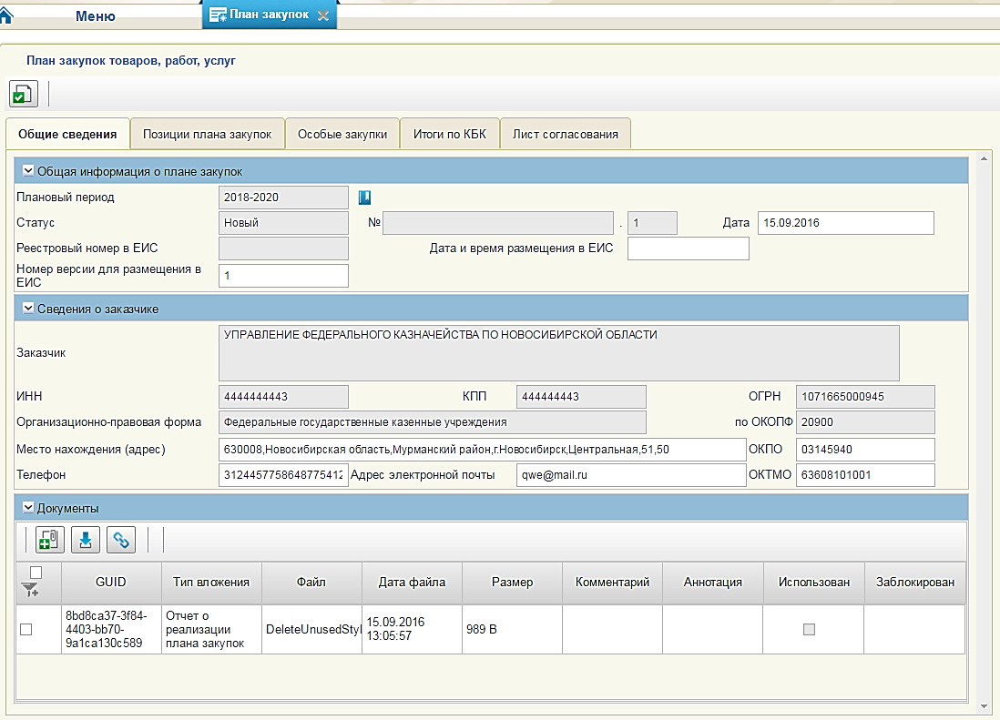 Меню
План закупок
План закупок товаров, работ, услуг
Общие сведения
Позиции плана закупок
Особые закупки
Итоги по КБК
Лист согласования
Общая информация о плане закупок
Плановый период 2018-2020
Статус Новый № . 1 Дата 15.09.2016
Реестровый номер в ЕИС Дата и время размещения в ЕИС
Номер версии для размещения в
ЕИС 1
Сведения о заказчике
Заказчик УПРАВЛЕНИЕ ФЕДЕРАЛЬНОГО КАЗНАЧЕЙСТВА ПО НОВОСИБИРСКОЙ ОБЛАСТИ
ИНН 4444444443 КПП 444444443 ОГРН 1071665000945
Организационно-правовая форма Федеральные государственные казенные учреждения по ОКОПФ 20900
Место нахождения (адрес) 630008,Новосибирская область,Мурманский район,г.Новосибирск,Центральная,51,50 ОКПО 03145940
Телефон 3124457758648775412 Адрес электронной почты qwe@mail.ru ОКТМО 63608101001
Документы
GUID Тип вложения Файл Дата файла Размер Комментарий Аннотация Использован Заблокирован
8bd8ca37-3f84-
4403-bb70-
9a1ca130c589
Отчет о
реализации
плана закупок
DeleteUnusedStyl
15.09.2016
13:05:57
989 B